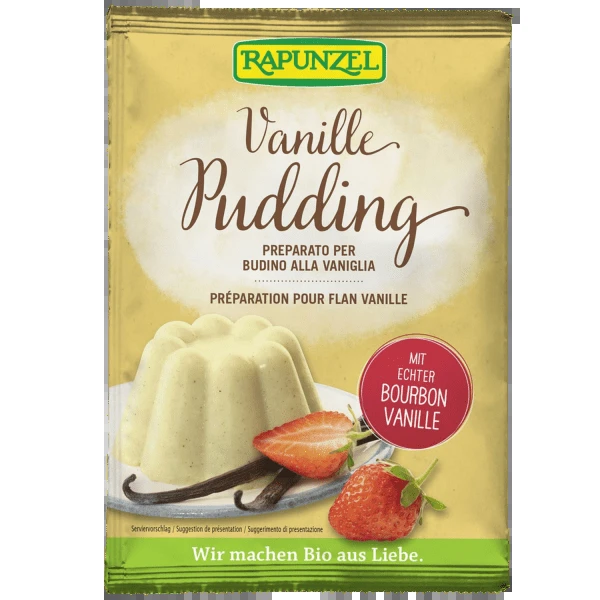 RAPUNZEL
Vanille
Pudding
PREPARATO PER
BUDINO ALLA VANIGLIA
PRÉPARATION POUR FLAN VANILLE
MIT
ECHTER
BOURBON
VANILLE
Serviervorschlag / Suggestion de présentation / Suggerimento di presentazione
Wir machen Bio aus Liebe.